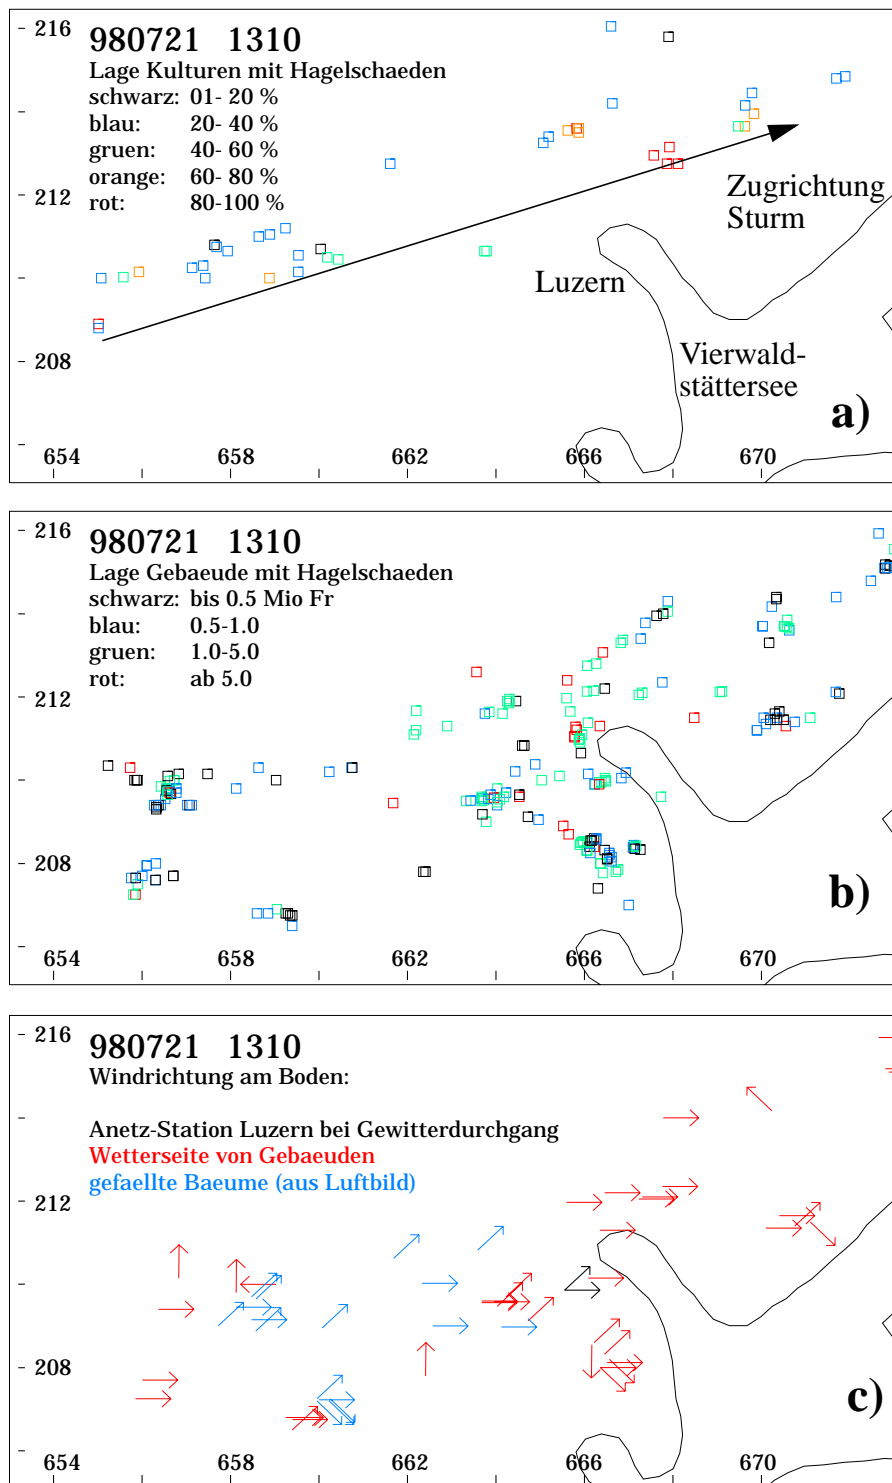 216
980721 1310
Lage Kulturen mit Hagelschaeden
schwarz: 01- 20 %
blau: 20- 40 %
gruen: 40- 60 %
orange: 60- 80 %
rot: 80-100 %
212
Zugrichtung
Sturm
Luzern
208
Vierwald-
stättersee
a)
654 658 662 666 670
216
980721 1310
Lage Gebaeude mit Hagelschaeden
schwarz: bis 0.5 Mio Fr
blau: 0.5-1.0
gruen: 1.0-5.0
rot: ab 5.0
212
208
b)
654 658 662 666 670
216
980721 1310
Windrichtung am Boden:
Anetz-Station Luzern bei Gewitterdurchgang
Wetterseite von Gebaeuden
gefaellte Baeume (aus Luftbild)
212
208
c)
654 658 662 666 670